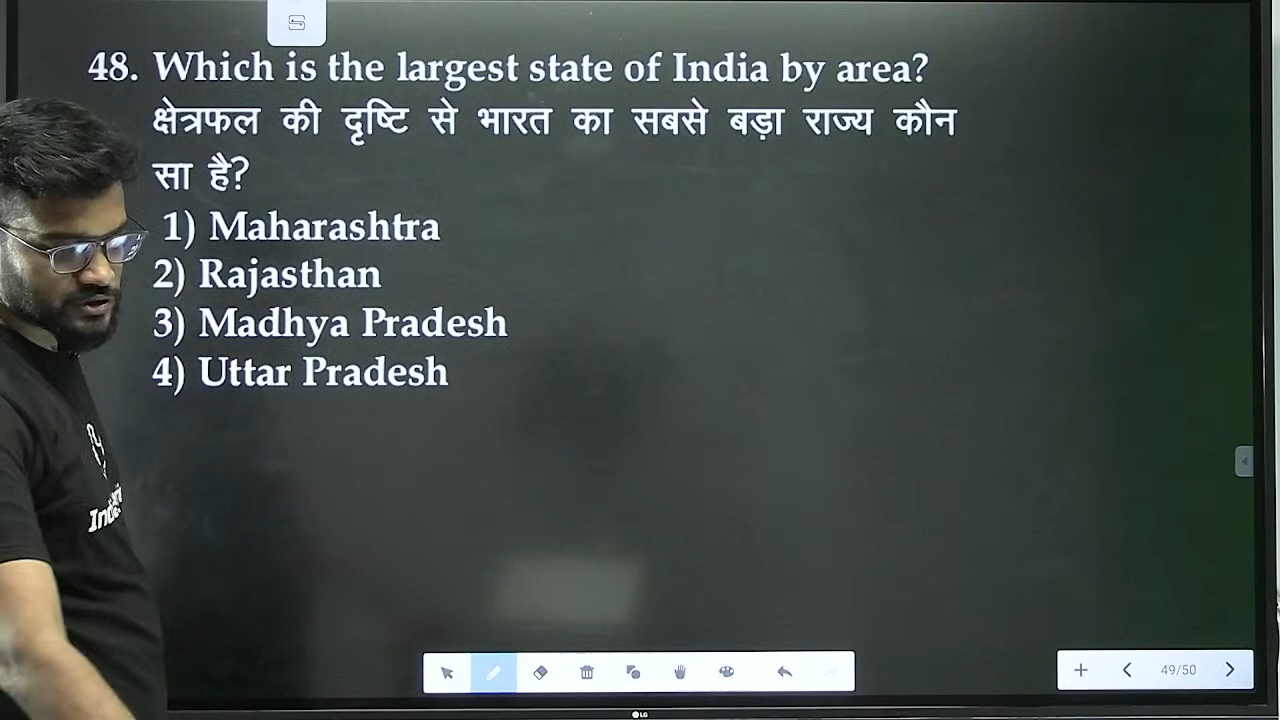 48. Which is the largest state of India by area?
क्षेत्रफल की दृष्टि से भारत का सबसे बड़ा राज्य कौन
सा है?
1) Maharashtra
2) Rajasthan
3) Madhya Pradesh
4) Uttar Pradesh
49/50
LG